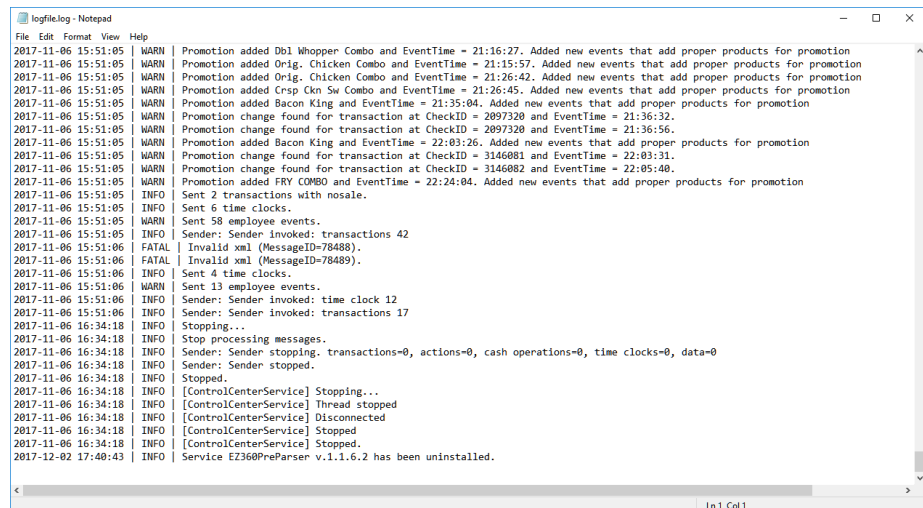 logfile.log - Notepad
File Edit Format View Help
2017-11-06 15:51:05 | WARN | Promotion added Dbl Whopper Combo and EventTime = 21:16:27. Added new events that add proper products for promotion
2017-11-06 15:51:05 | WARN | Promotion added Orig. Chicken Combo and EventTime = 21:15:57. Added new events that add proper products for promotion
2017-11-06 15:51:05 | WARN | Promotion added Orig. Chicken Combo and EventTime = 21:26:42. Added new events that add proper products for promotion
2017-11-06 15:51:05 | WARN | Promotion added Crsp Ckn Sw Combo and EventTime = 21:26:45. Added new events that add proper products for promotion
2017-11-06 15:51:05 | WARN | Promotion added Bacon King and EventTime = 21:35:04. Added new events that add proper products for promotion
2017-11-06 15:51:05 | WARN | Promotion change found for transaction at CheckID = 2097320 and EventTime = 21:36:32.
2017-11-06 15:51:05 | WARN | Promotion change found for transaction at CheckID = 2097320 and EventTime = 21:36:56.
2017-11-06 15:51:05 | WARN | Promotion added Bacon King and EventTime = 22:03:26. Added new events that add proper products for promotion
2017-11-06 15:51:05 | WARN | Promotion change found for transaction at CheckID = 3146081 and EventTime = 22:03:31.
2017-11-06 15:51:05 | WARN | Promotion change found for transaction at CheckID = 3146082 and EventTime = 22:05:40.
2017-11-06 15:51:05 | WARN | Promotion added FRY COMBO and EventTime = 22:24:04. Added new events that add proper products for promotion
2017-11-06 15:51:05 | INFO | Sent 2 transactions with nosale.
2017-11-06 15:51:05 | INFO | Sent 6 time clocks.
2017-11-06 15:51:05 | WARN | Sent 58 employee events.
2017-11-06 15:51:05 | INFO | Sender: Sender invoked: transactions 42
2017-11-06 15:51:06 | FATAL | Invalid xml (MessageID=78488).
2017-11-06 15:51:06 | FATAL | Invalid xml (MessageID=78489).
2017-11-06 15:51:06 | INFO | Sent 4 time clocks.
2017-11-06 15:51:06 | WARN | Sent 13 employee events.
2017-11-06 15:51:06 | INFO | Sender: Sender invoked: time clock 12
2017-11-06 15:51:06 | INFO | Sender: Sender invoked: transactions 17
2017-11-06 16:34:18 | INFO | Stopping...
2017-11-06 16:34:18 | INFO | Stop processing messages.
2017-11-06 16:34:18 | INFO | Sender: Sender stopping. transactions=0, actions=0, cash operations=0, time clocks=0, data=0
2017-11-06 16:34:18 | INFO | Sender: Sender stopped.
2017-11-06 16:34:18 | INFO | Stopped.
2017-11-06 16:34:18 | INFO | [ControlCenterService] Stopping...
2017-11-06 16:34:18 | INFO | [ControlCenterService] Thread stopped
2017-11-06 16:34:18 | INFO | [ControlCenterService] Disconnected
2017-11-06 16:34:18 | INFO | [ControlCenterService] Stopped
2017-11-06 16:34:18 | INFO | [ControlCenterService] Stopped.
2017-12-02 17:40:43 | INFO | Service EZ360PreParser v.1.1.6.2 has been uninstalled.
Ln 1, Col 1